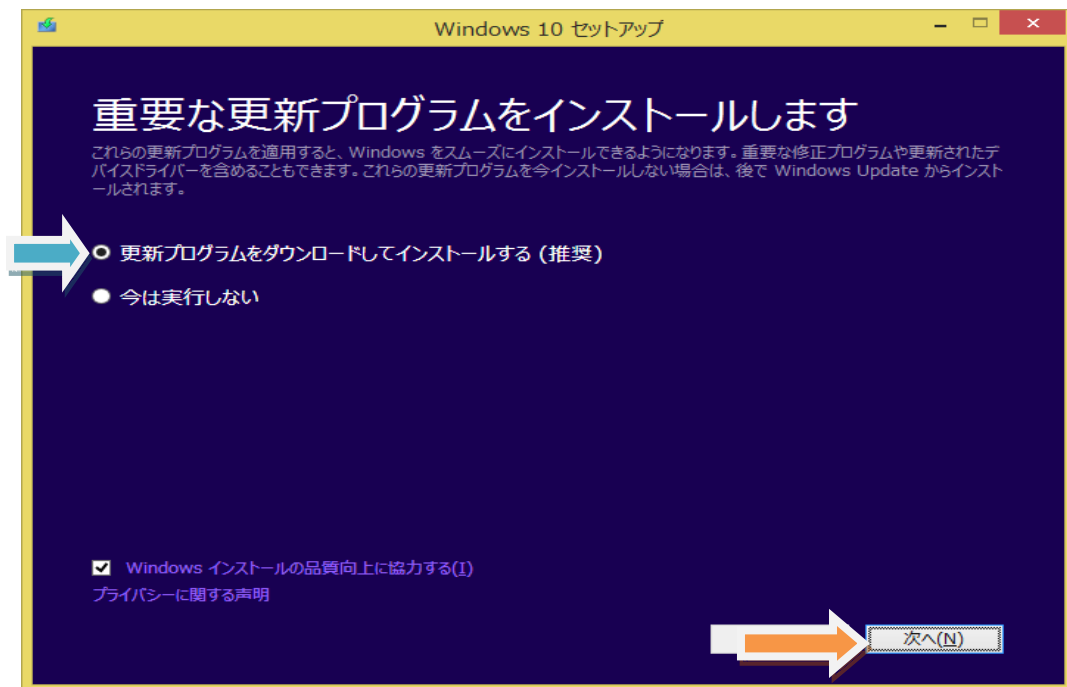 Windows 10 セットアップ
重要な更新プログラムをインストールします
これらの更新プログラムを適用すると、Windows をスムーズにインストールできるようになります。重要な修正プログラムや更新されたデ
バイスドライバーを含めることもできます。これらの更新プログラムを今インストールしない場合は、後で Windows Update からインスト
ールされます。
更新プログラムをダウンロードしてインストールする (推奨)
今は実行しない
Windows インストールの品質向上に協力する(I)
プライバシーに関する声明
次へ(N)